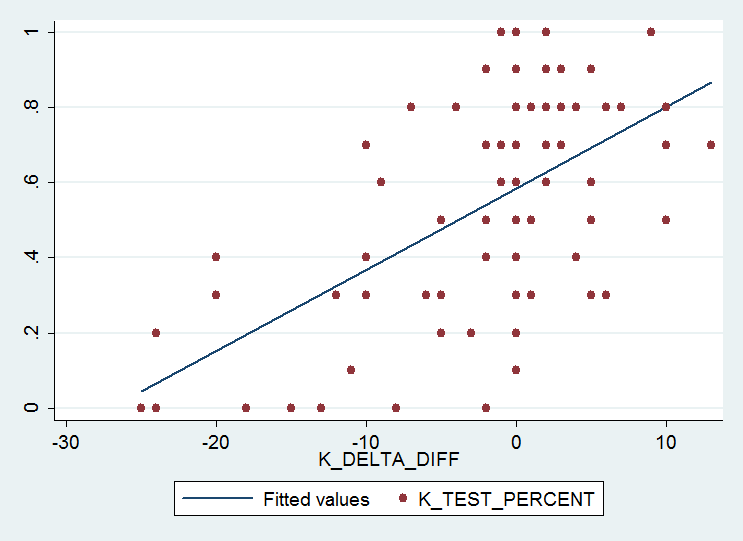 1
.8
.6
.4
.2
0
-30 -20 -10 0 10
K_DELTA_DIFF
Fitted values K_TEST_PERCENT